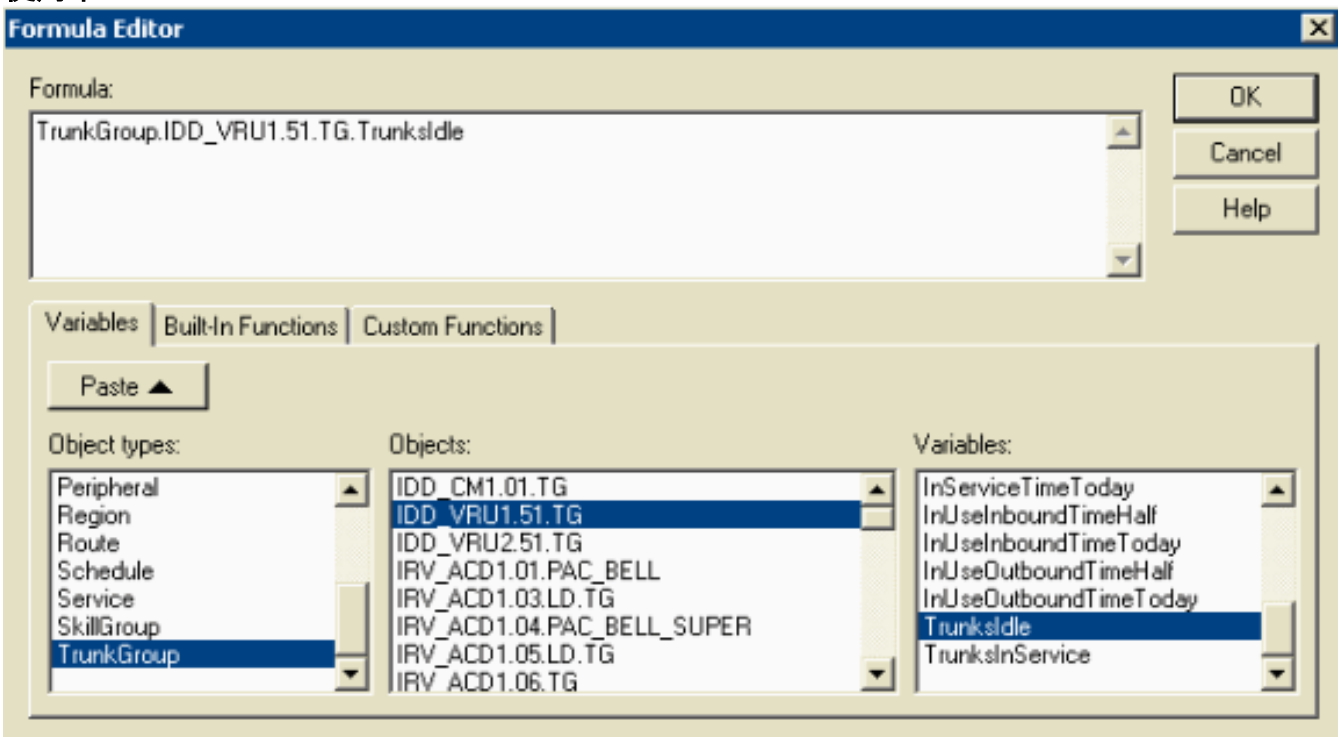 Formula Editor
Formula:
TrunkGroup.IDD_VRU1.51.TG.TrunksIdle
OK
Cancel
Help
Variables
Built-In Functions
Custom Functions
Paste
Object types:
Peripheral
Region
Route
Schedule
Service
SkillGroup
TrunkGroup
Objects:
IDD_CM1.01.TG
IDD_VRU1.51.TG
IDD_VRU2.51.TG
IRV_ACD1.01.PAC_BELL
IRV_ACD1.03.LD.TG
IRV_ACD1.04.PAC_BELL_SUPER
IRV_ACD1.05.LD.TG
IRV_ACD1.06.TG
Variables:
InServiceTimeToday
InUseInboundTimeHalf
InUseInboundTimeToday
InUseOutboundTimeHalf
InUseOutboundTimeToday
TrunksIdle
TrunksInService